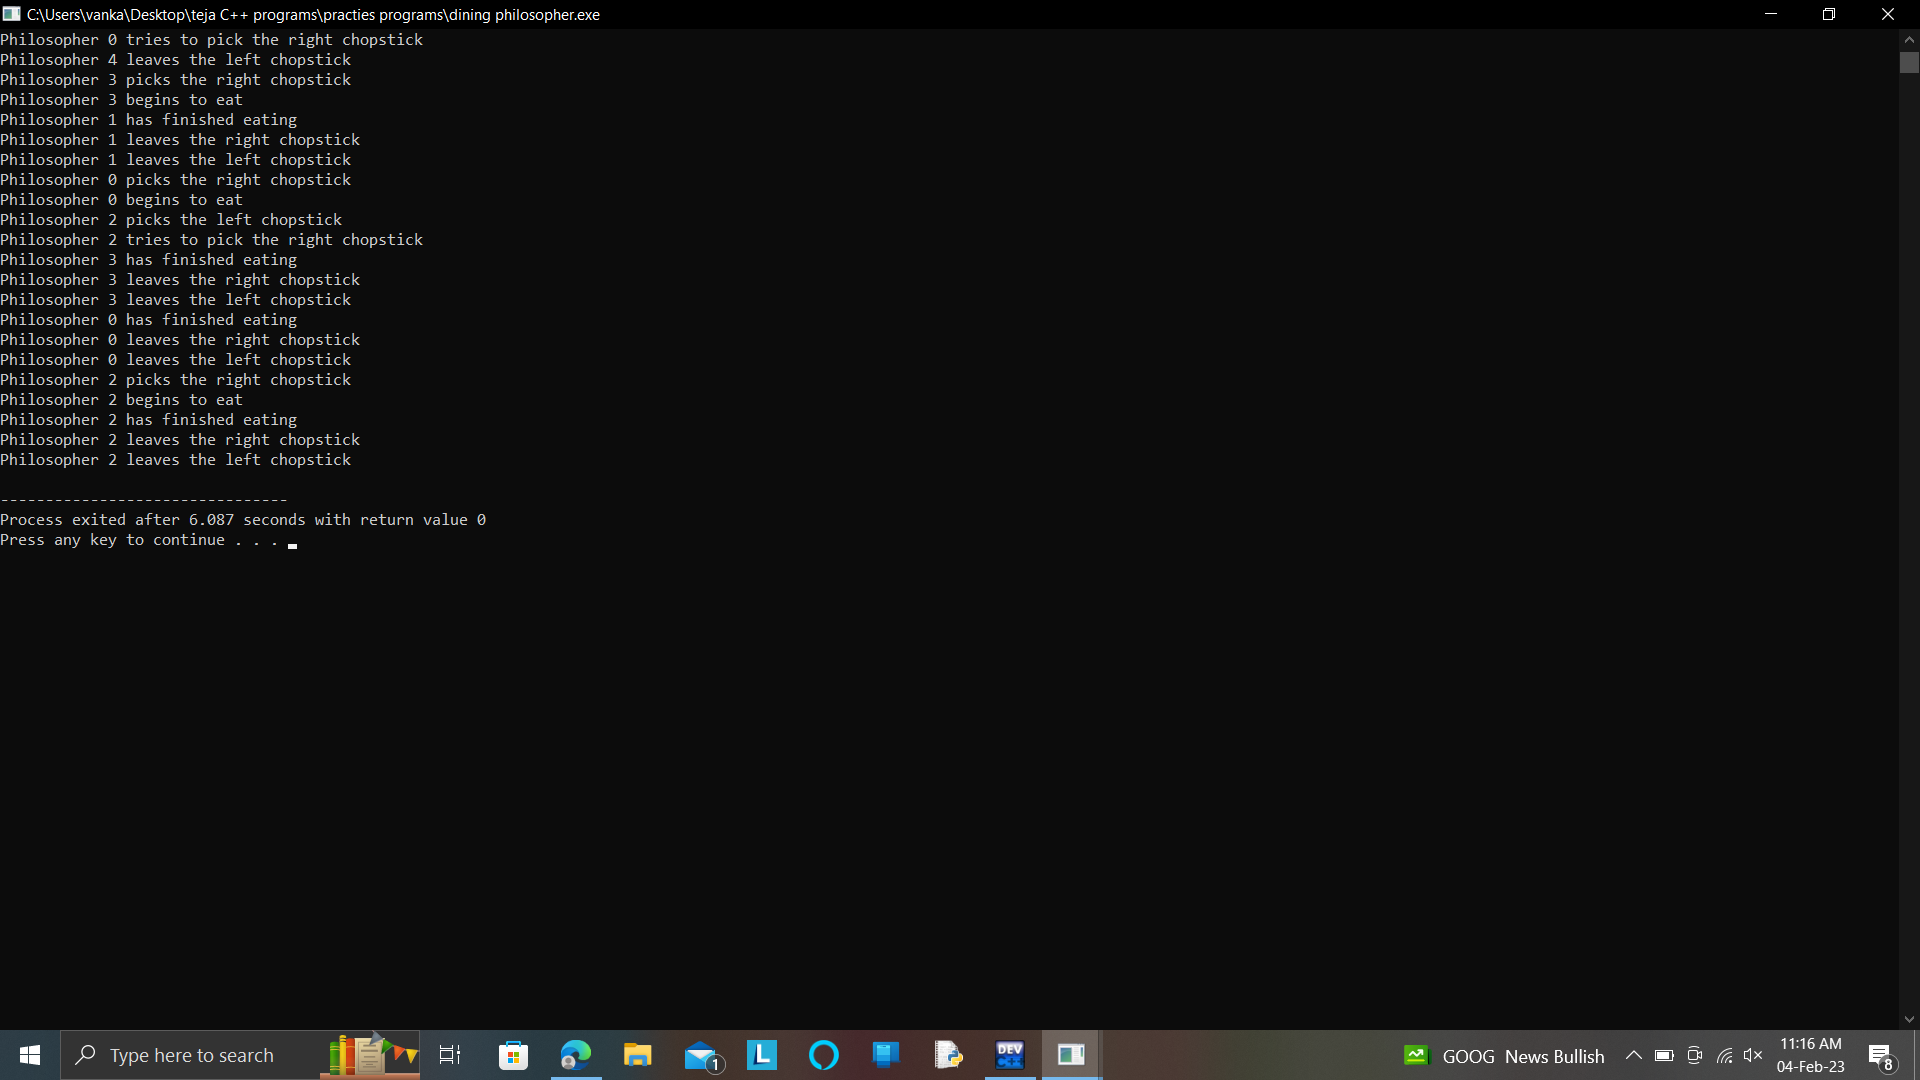 C:\Users\vanka\Desktop\teja C++ programs\practies programs\dining philosopher.exe
Philosopher 0 tries to pick the right chopstick
Philosopher 4 leaves the left chopstick
Philosopher 3 picks the right chopstick
Philosopher 3 begins to eat
Philosopher 1 has finished eating
Philosopher 1 leaves the right chopstick
Philosopher 1 leaves the left chopstick
Philosopher 0 picks the right chopstick
Philosopher 0 begins to eat
Philosopher 2 picks the left chopstick
Philosopher 2 tries to pick the right chopstick
Philosopher 3 has finished eating
Philosopher 3 leaves the right chopstick
Philosopher 3 leaves the left chopstick
Philosopher 0 has finished eating
Philosopher 0 leaves the right chopstick
Philosopher 0 leaves the left chopstick
Philosopher 2 picks the right chopstick
Philosopher 2 begins to eat
Philosopher 2 has finished eating
Philosopher 2 leaves the right chopstick
Philosopher 2 leaves the left chopstick
--------------------------------
Process exited after 6.087 seconds with return value 0
Press any key to continue . . .
Type here to search
1
L
DEV
C++
GOOG News Bullish
11:16 AM
04-Feb-23
8